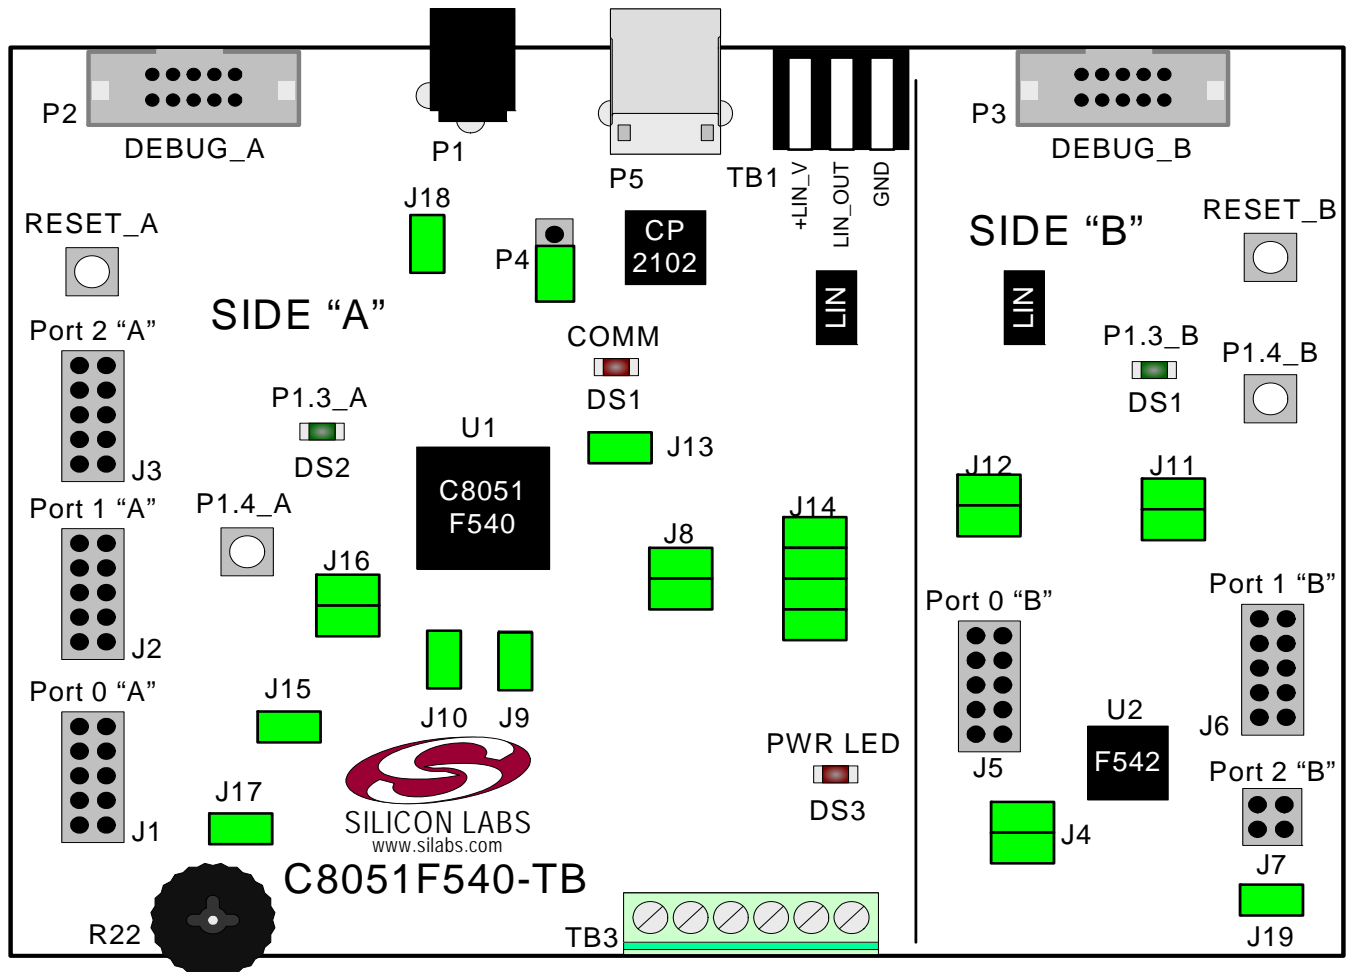 P2
DEBUG_A
P1
P5
TB1
+LIN_V
LIN_OUT
GND
P3
DEBUG_B
RESET_A
J18
P4
CP
2102
SIDE “A”
LIN
SIDE “B”
LIN
RESET_B
Port 2 “A”
J3
P1.3_A
DS2
COMM
DS1
P1.3_B
DS1
P1.4_B
U1
C8051
F540
J13
Port 1 “A”
J2
P1.4_A
J16
J8
J14
J12
J11
Port 0 “B”
J5
Port 1 “B”
J6
Port 0 “A”
J1
J15
J10
J9
J17
SILICON LABS
www.silabs.com
C8051F540-TB
PWR LED
DS3
U2
F542
Port 2 “B”
J7
J4
J19
R22
TB3